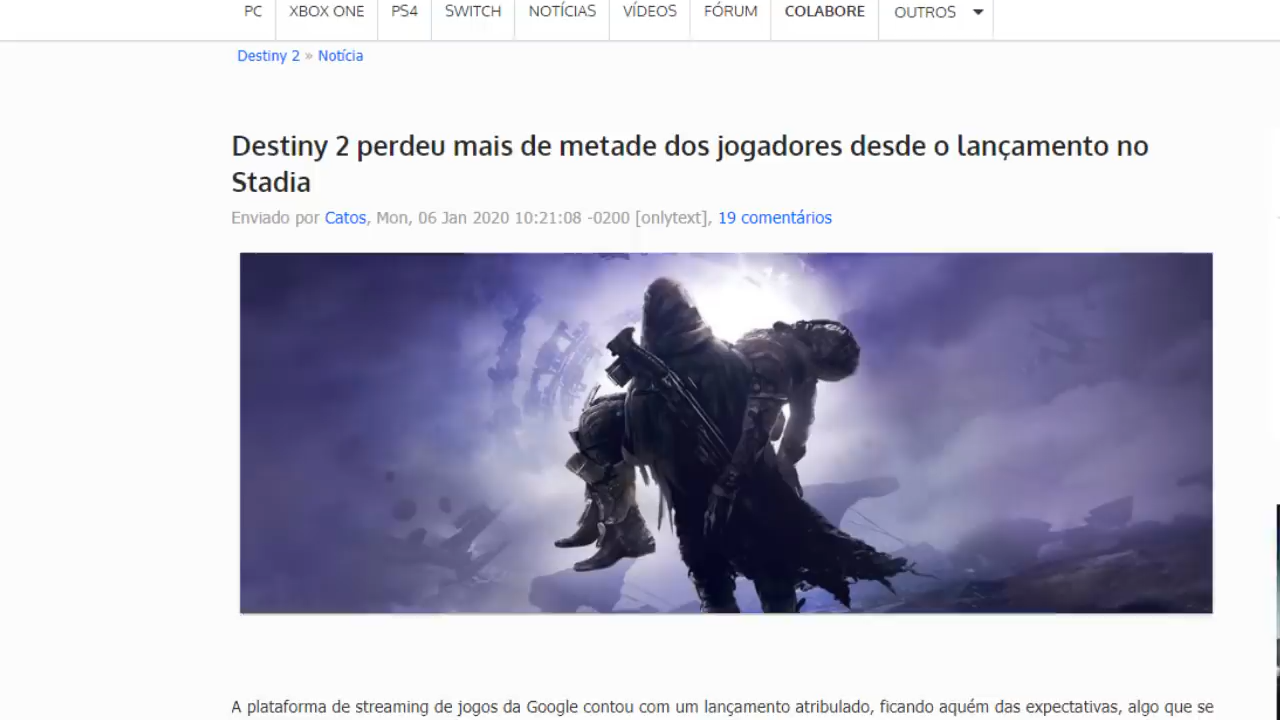 PC XBOX ONE PS4 SWITCH NOTÍCIAS VÍDEOS FÓRUM COLABORE OUTROS
Destiny 2 » Notícia
Destiny 2 perdeu mais de metade dos jogadores desde o lançamento no
Stadia
Enviado por Catos, Mon, 06 Jan 2020 10:21:08 -0200 [onlytext], 19 comentários
A plataforma de streaming de jogos da Google contou com um lançamento atribulado, ficando aquém das expectativas, algo que se